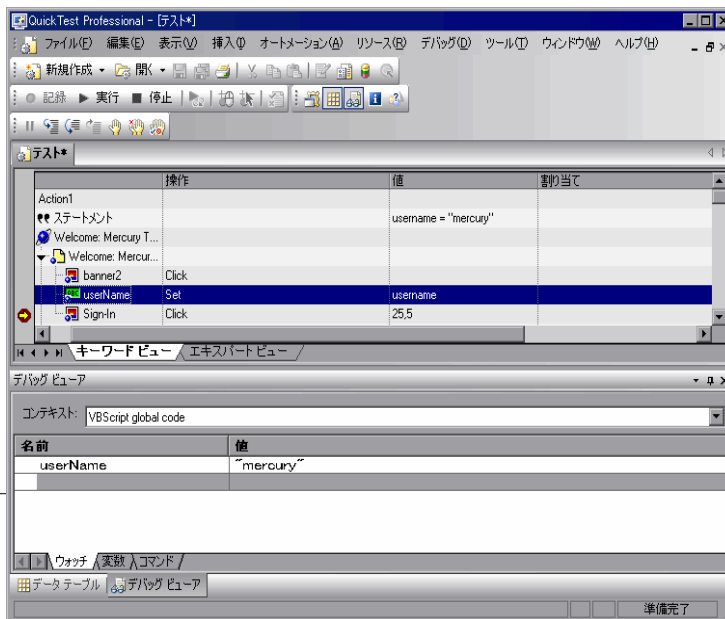 QuickTest Professional - [テスト*]
ファイル(F) 編集(E) 表示(V) 挿入(I) オートメーション(A) リソース(R) デバッグ(D) ツール(T) ウィンドウ(W) ヘルプ(H)
新規作成 開く
記録 実行 停止
テスト*
操作 値 割り当て
Action1
ステートメント username = "mercury"
Welcome: Mercury T...
Welcome: Mercur...
banner2 Click
userName Set username
Sign-In Click 25,5
キーワード ビュー エキスパート ビュー
デバッグ ビューア
コンテキスト: VBScript global code
名前 値
userName "mercury"
ウォッチ 変数 コマンド
データ テーブル デバッグ ビューア
準備完了